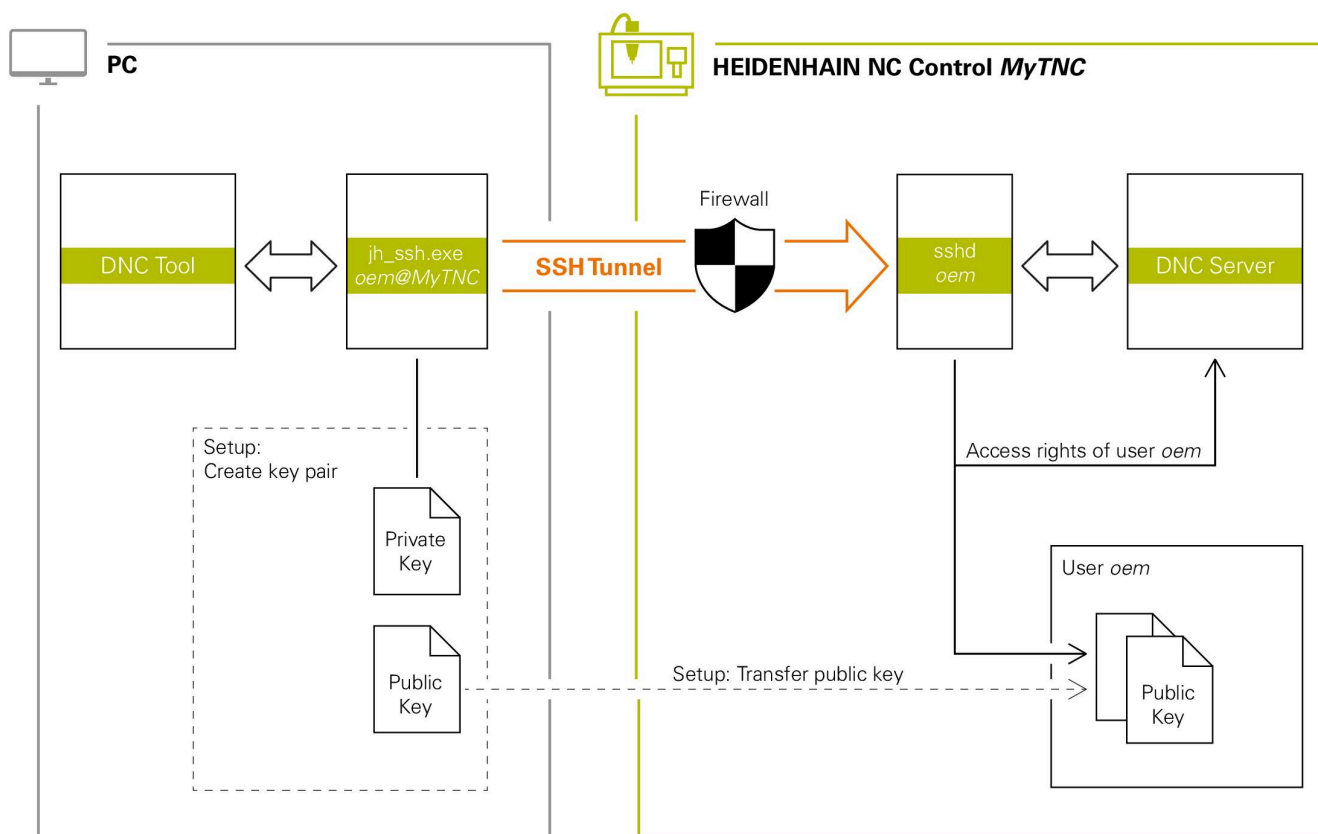 PC
HEIDENHAIN NC Control MyTNC
Firewall
DNC Tool
jh_ssh.exe
oem@MyTNC
SSH Tunnel
sshd
oem
DNC Server
Setup:
Create key pair
Access rights of user oem
Private
Key
User oem
Public
Key
Setup: Transfer public key
Public
Key